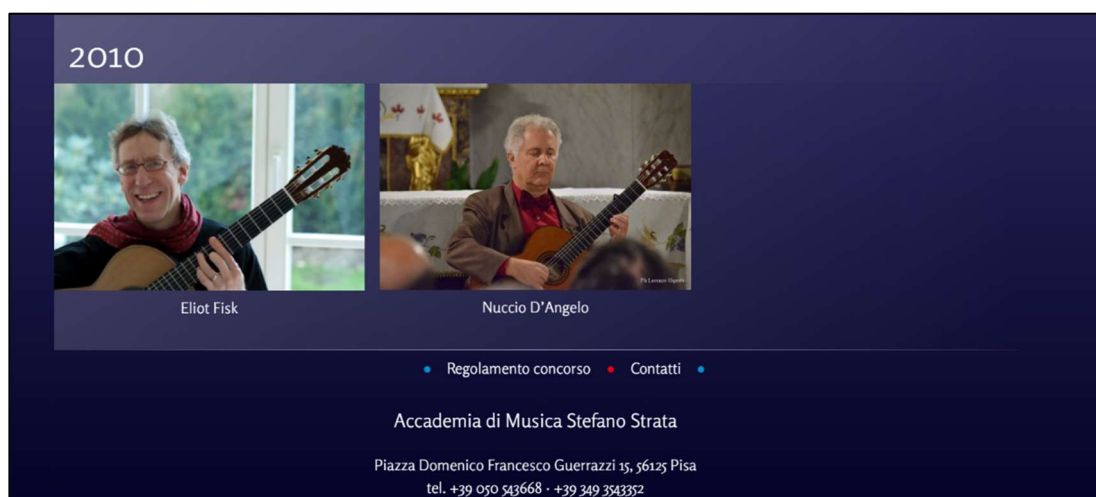 2010
Eliot Fisk
Nuccio D'Angelo
Regolamento concorso • Contatti
Accademia di Musica Stefano Strata
Piazza Domenico Francesco Guerrazzi 15, 56125 Pisa
tel. +39 050 543668 · +39 349 3543352